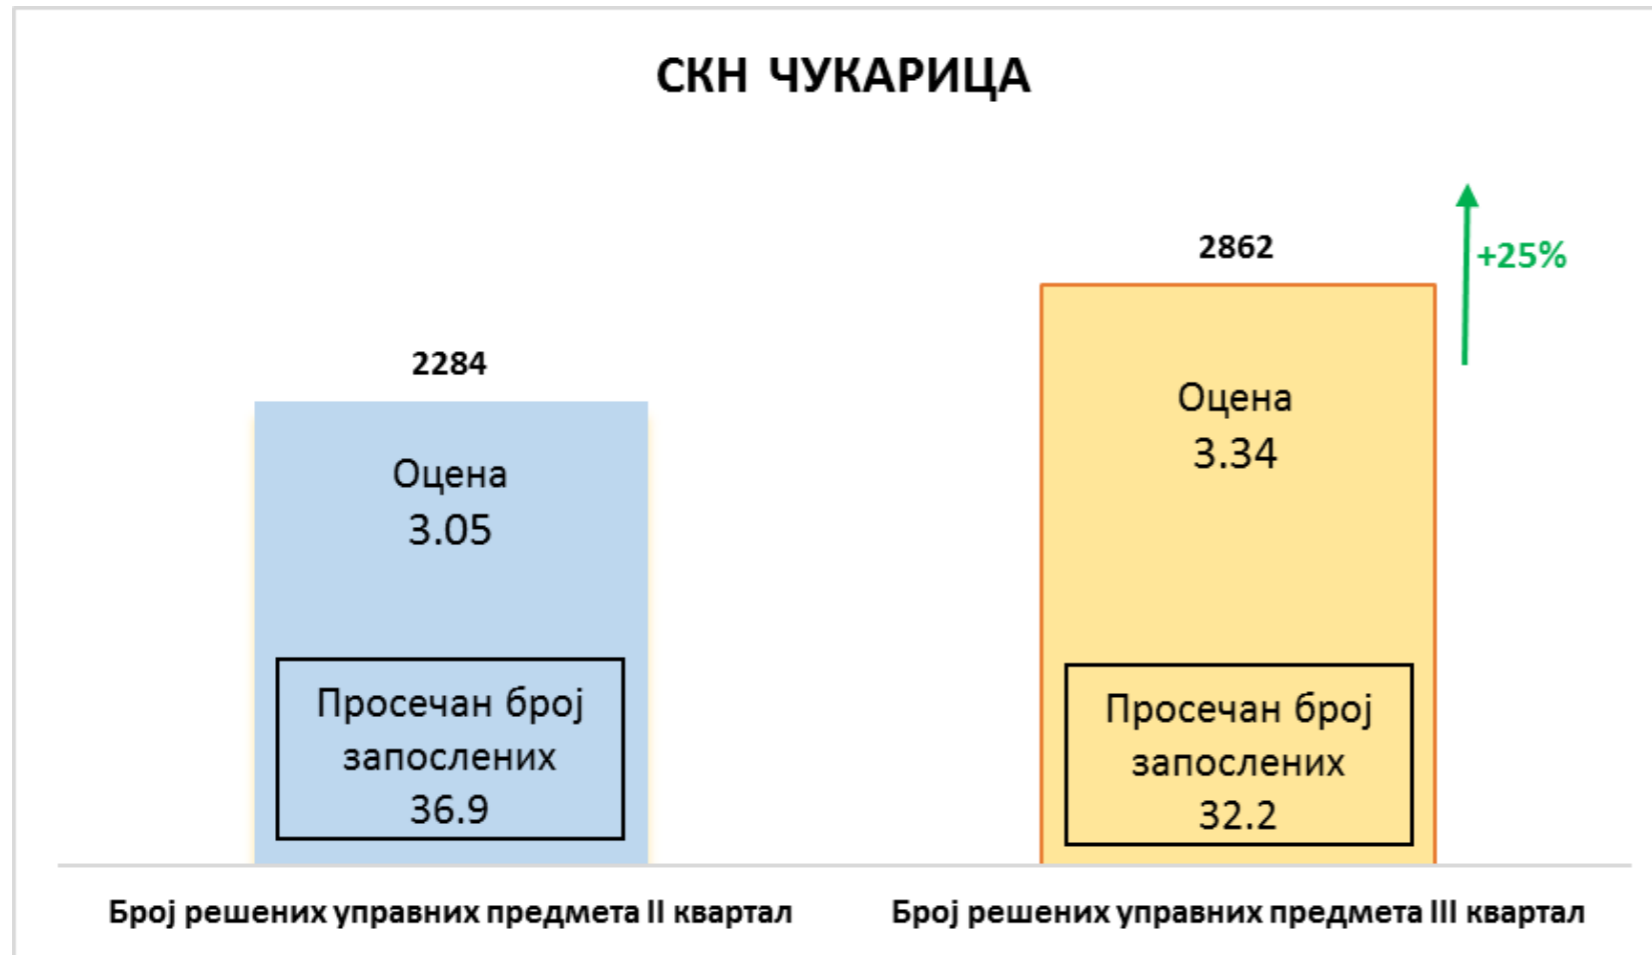 СКН ЧУКАРИЦА
2284
Оцена
3.05
Просечан број
запослених
36.9
2862
+25%
Оцена
3.34
Просечан број
запослених
32.2
Број решених управних предмета II квартал
Број решених управних предмета III квартал